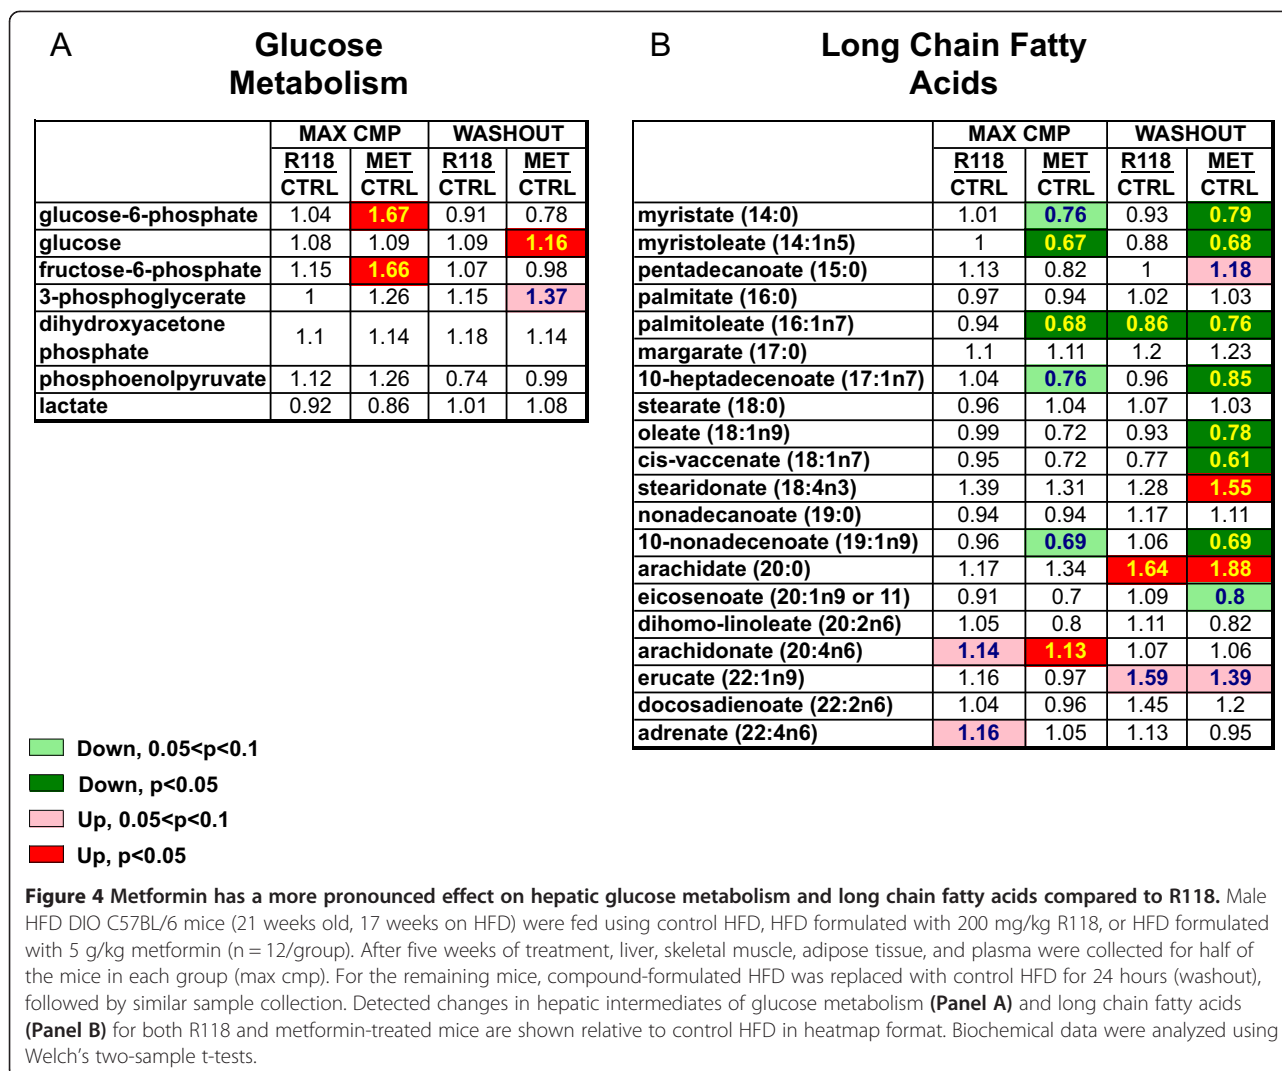 A
Glucose
Metabolism
MAX CMP WASHOUT
R118 MET R118 MET
CTRL CTRL CTRL CTRL
glucose-6-phosphate 1.04 1.67 0.91 0.78
glucose 1.08 1.09 1.09 1.16
fructose-6-phosphate 1.15 1.66 1.07 0.98
3-phosphoglycerate 1 1.26 1.15 1.37
dihydroxyacetone
phosphate 1.1 1.14 1.18 1.14
phosphoenolpyruvate 1.12 1.26 0.74 0.99
lactate 0.92 0.86 1.01 1.08
B
Long Chain Fatty
Acids
MAX CMP WASHOUT
R118 MET R118 MET
CTRL CTRL CTRL CTRL
myristate (14:0) 1.01 0.76 0.93 0.79
myristoleate (14:1n5) 1 0.67 0.88 0.68
pentadecanoate (15:0) 1.13 0.82 1 1.18
palmitate (16:0) 0.97 0.94 1.02 1.03
palmitoleate (16:1n7) 0.94 0.68 0.86 0.76
margarate (17:0) 1.1 1.11 1.2 1.23
10-heptadecenoate (17:1n7) 1.04 0.76 0.96 0.85
stearate (18:0) 0.96 1.04 1.07 1.03
oleate (18:1n9) 0.99 0.72 0.93 0.78
cis-vaccenate (18:1n7) 0.95 0.72 0.77 0.61
stearidonate (18:4n3) 1.39 1.31 1.28 1.55
nonadecanoate (19:0) 0.94 0.94 1.17 1.11
10-nonadecenoate (19:1n9) 0.96 0.69 1.06 0.69
arachidate (20:0) 1.17 1.34 1.64 1.88
eicosenoate (20:1n9 or 11) 0.91 0.7 1.09 0.8
dihomo-linoleate (20:2n6) 1.05 0.8 1.11 0.82
arachidonate (20:4n6) 1.14 1.13 1.07 1.06
erucate (22:1n9) 1.16 0.97 1.59 1.39
docosadienoate (22:2n6) 1.04 0.96 1.45 1.2
adrenate (22:4n6) 1.16 1.05 1.13 0.95
Down, 0.05<p<0.1
Down, p<0.05
Up, 0.05<p<0.1
Up, p<0.05
Figure 4 Metformin has a more pronounced effect on hepatic glucose metabolism and long chain fatty acids compared to R118. Male
HFD DIO C57BL/6 mice (21 weeks old, 17 weeks on HFD) were fed using control HFD, HFD formulated with 200 mg/kg R118, or HFD formulated
with 5 g/kg metformin (n = 12/group). After five weeks of treatment, liver, skeletal muscle, adipose tissue, and plasma were collected for half of
the mice in each group (max cmp). For the remaining mice, compound-formulated HFD was replaced with control HFD for 24 hours (washout),
followed by similar sample collection. Detected changes in hepatic intermediates of glucose metabolism (Panel A) and long chain fatty acids
(Panel B) for both R118 and metformin-treated mice are shown relative to control HFD in heatmap format. Biochemical data were analyzed using
Welch's two-sample t-tests.